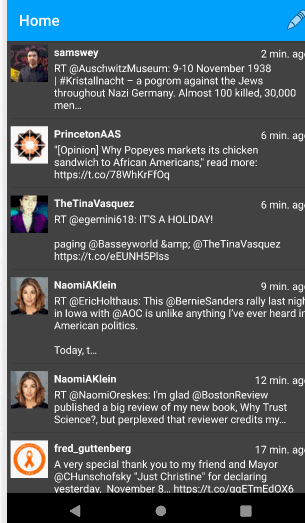 Home
samswey 2 min. ago
RT @AuschwitzMuseum: 9-10 November 1938
| #Kristallnacht – a pogrom against the Jews
throughout Nazi Germany. Almost 100 killed, 30,000
men…
PrincetonAAS 6 min. ago
"[Opinion] Why Popeyes markets its chicken
sandwich to African Americans," read more:
https://t.co/78WhKrFfOq
TheTinaVasquez 6 min. ago
RT @egemini618: IT'S A HOLIDAY!
paging @Basseyworld &amp; @TheTinaVasquez
https://t.co/eEUNH5Plss
NaomiAKlein 9 min. ago
RT @EricHolthaus: This @BernieSanders rally last night
in Iowa with @AOC is unlike anything I've ever heard in
American politics.
Today, t…
NaomiAKlein 12 min. ago
RT @NaomiOreskes: I'm glad @BostonReview
published a big review of my new book, Why Trust
Science?, but perplexed that reviewer credits my…
fred_guttenberg 17 min. ago
A very special thank you to my friend and Mayor
@CHunschofsky "Just Christine" for declaring
yesterday, November 8… https://t.co/gqETmEdOX6